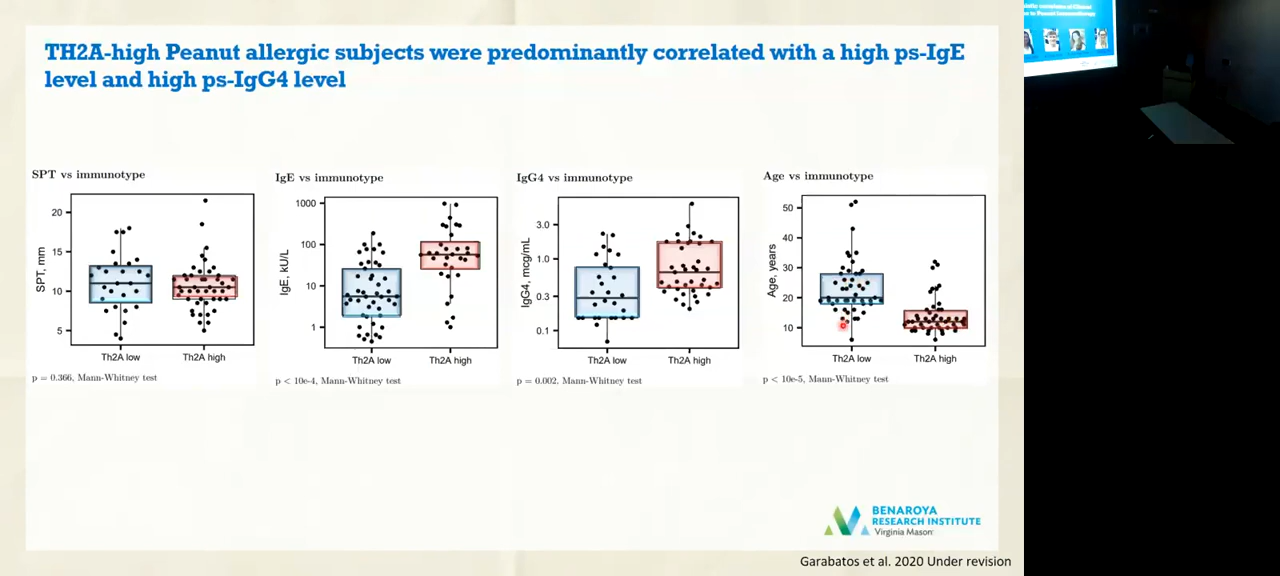 TH2A-high Peanut allergic subjects were predominantly correlated with a high ps-IgE
level and high ps-IgG4 level
SPT vs immunotype
SPT, mm
20
15
10
5
Th2A low
Th2A high
p = 0.366, Mann-Whitney test
IgE vs immunotype
IgE, kU/L
1000
100
10
1
Th2A low
Th2A high
p < 10e-4, Mann-Whitney test
IgG4 vs immunotype
IgG4, mcg/mL
3.0
1.0
0.3
0.1
Th2A low
Th2A high
p = 0.002, Mann-Whitney test
Age vs immunotype
Age, years
50
40
30
20
10
Th2A low
Th2A high
p < 10e-5, Mann-Whitney test
BENAROYA
RESEARCH INSTITUTE
Virginia Mason
Garabatos et al. 2020 Under revision